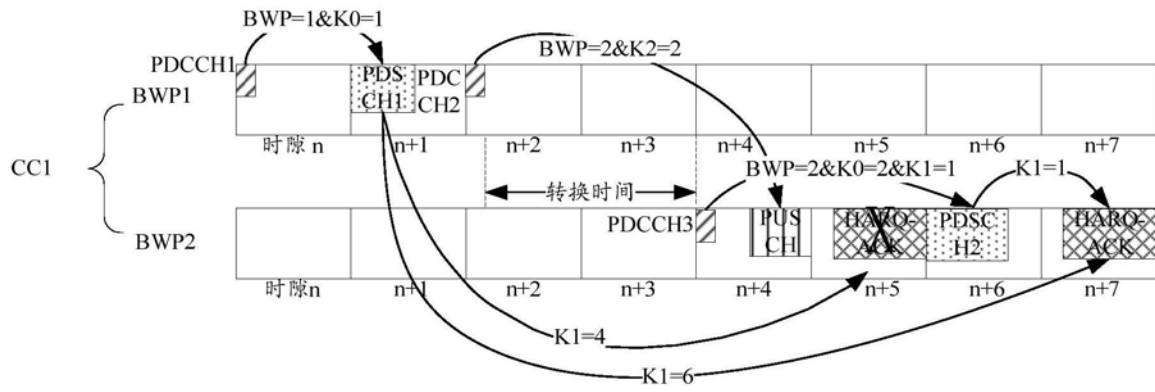 BWP=1&K0=1
BWP=2&K2=2
PDCCH1
PDS
CH1
PDC
CH2
BWP1
时隙 n
n+1
n+2
n+3
n+4
n+5
n+6
n+7
CC1
转换时间
BWP=2&K0=2&K1=1
K1=1
PDCCH3
PUS
CH
HARQ-
ACK
X
PDSC
H2
HARQ-
ACK
BWP2
时隙n
n+1
n+2
n+3
n+4
n+5
n+6
n+7
K1=4
K1=6